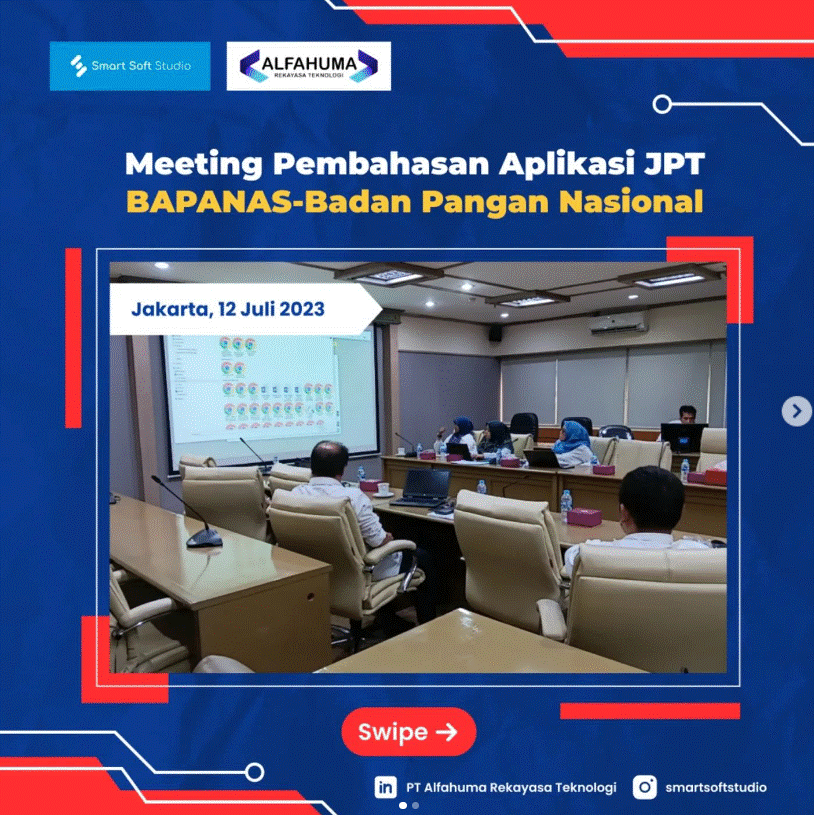 Smart Soft Studio
ALFAHUMA
REKAYASA TEKNOLOGI
Meeting Pembahasan Aplikasi JPT
BAPANAS-Badan Pangan Nasional
Jakarta, 12 Juli 2023
Swipe
PT Alfahuma Rekayasa Teknologi
smartsoftstudio